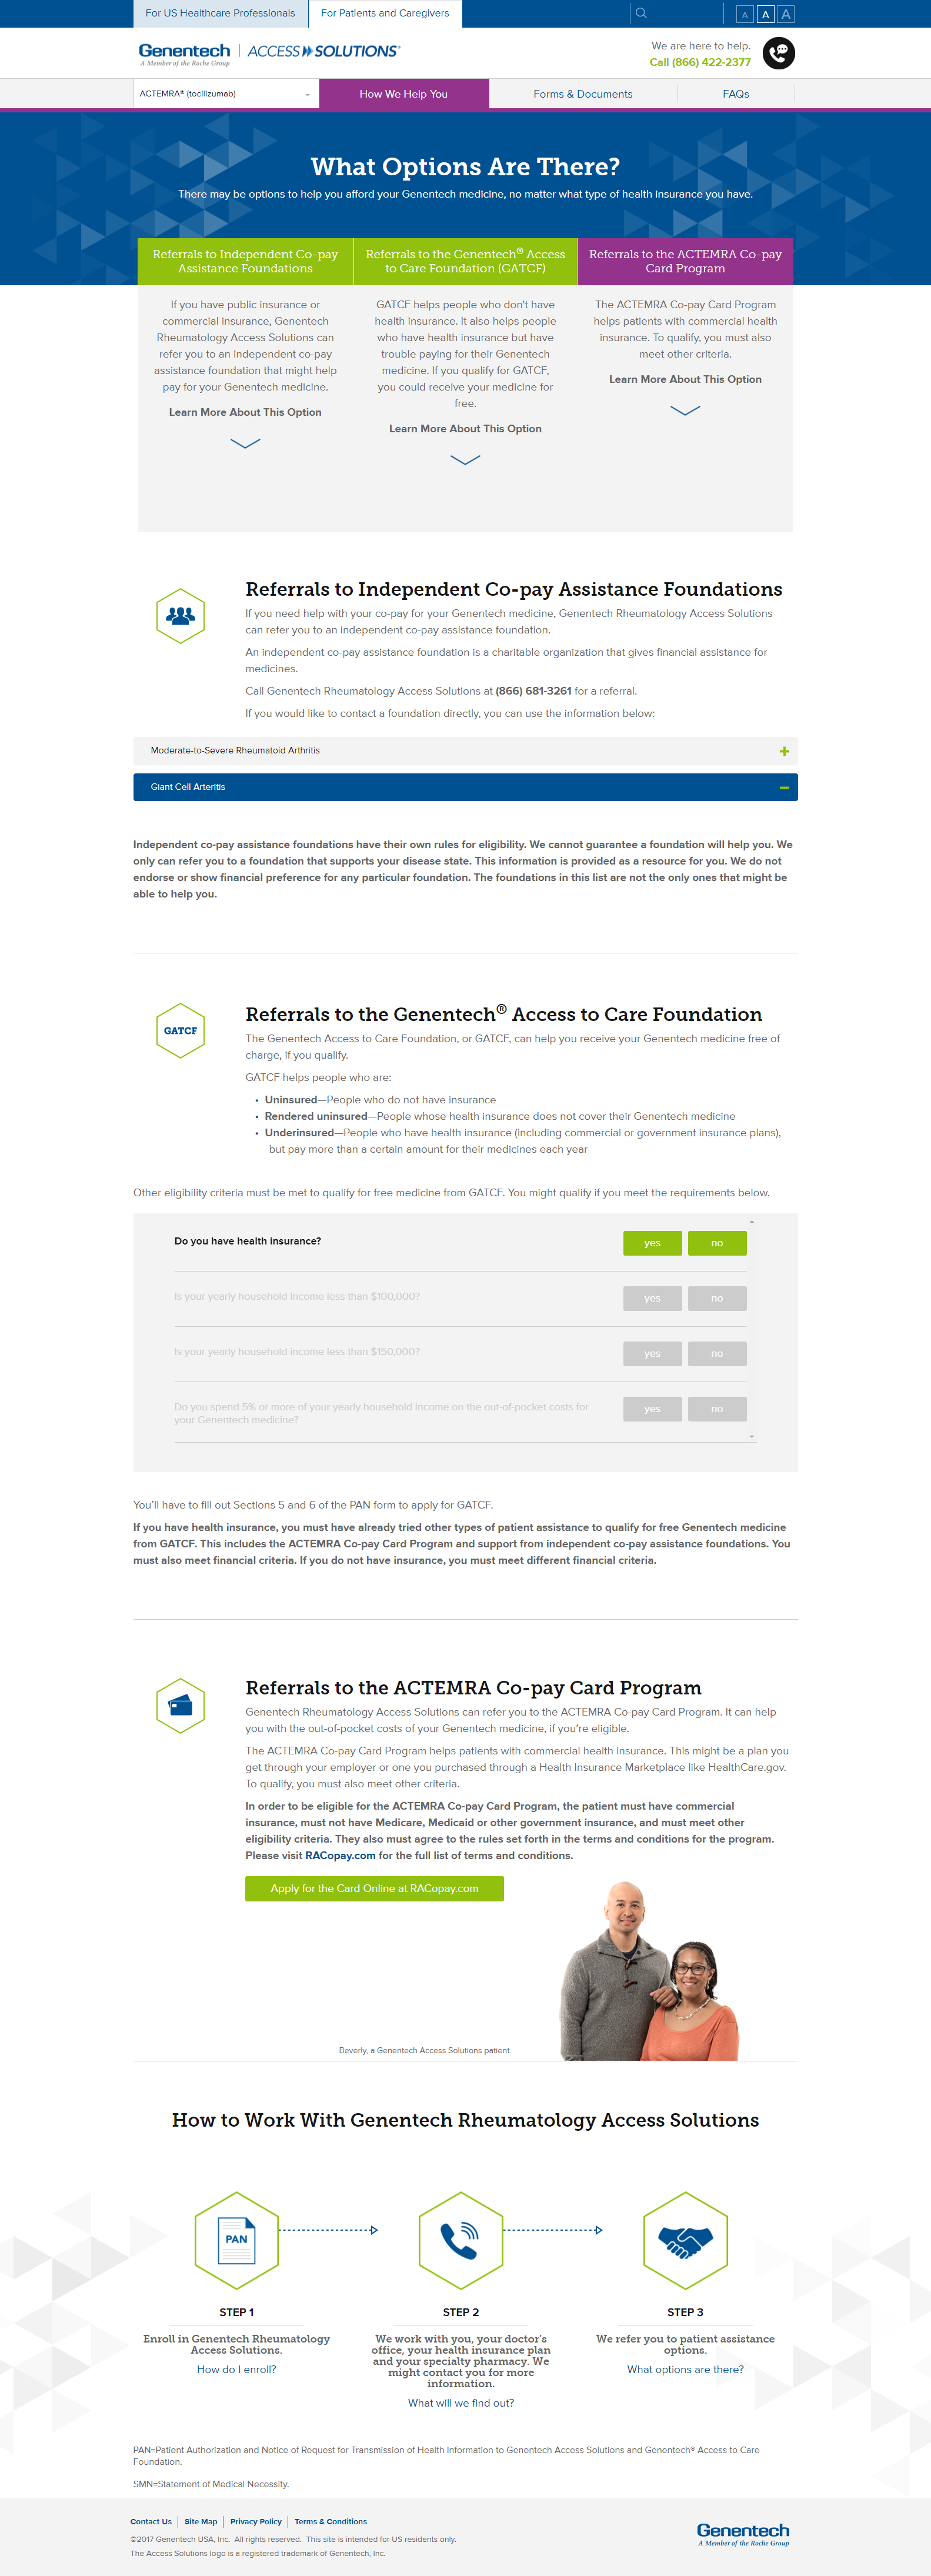 For US Healthcare Professionals
For Patients and Caregivers
A A A
Genentech
A Member of the Roche Group
ACCESS SOLUTIONS®
We are here to help.
Call (866) 422-2377
ACTEMRA® (tocilizumab)
How We Help You
Forms & Documents
FAQs
What Options Are There?
There may be options to help you afford your Genentech medicine, no matter what type of health insurance you have.
Referrals to Independent Co-pay
Assistance Foundations
If you have public insurance or
commercial insurance, Genentech
Rheumatology Access Solutions can
refer you to an independent co-pay
assistance foundation that might help
pay for your Genentech medicine.
Learn More About This Option
Referrals to the Genentech® Access
to Care Foundation (GATCF)
GATCF helps people who don't have
health insurance. It also helps people
who have health insurance but have
trouble paying for their Genentech
medicine. If you qualify for GATCF,
you could receive your medicine for
free.
Learn More About This Option
Referrals to the ACTEMRA Co-pay
Card Program
The ACTEMRA Co-pay Card Program
helps patients with commercial health
insurance. To qualify, you must also
meet other criteria.
Learn More About This Option
Referrals to Independent Co-pay Assistance Foundations
If you need help with your co-pay for your Genentech medicine, Genentech Rheumatology Access Solutions
can refer you to an independent co-pay assistance foundation.
An independent co-pay assistance foundation is a charitable organization that gives financial assistance for
medicines.
Call Genentech Rheumatology Access Solutions at (866) 681-3261 for a referral.
If you would like to contact a foundation directly, you can use the information below:
Moderate-to-Severe Rheumatoid Arthritis
Giant Cell Arteritis
Independent co-pay assistance foundations have their own rules for eligibility. We cannot guarantee a foundation will help you. We
only can refer you to a foundation that supports your disease state. This information is provided as a resource for you. We do not
endorse or show financial preference for any particular foundation. The foundations in this list are not the only ones that might be
able to help you.
GATCF
Referrals to the Genentech® Access to Care Foundation
The Genentech Access to Care Foundation, or GATCF, can help you receive your Genentech medicine free of
charge, if you qualify.
GATCF helps people who are:
• Uninsured—People who do not have insurance
• Rendered uninsured—People whose health insurance does not cover their Genentech medicine
• Underinsured—People who have health insurance (including commercial or government insurance plans),
but pay more than a certain amount for their medicines each year
Other eligibility criteria must be met to qualify for free medicine from GATCF. You might qualify if you meet the requirements below.
Do you have health insurance?
yes no
Is your yearly household income less than $100,000?
yes no
Is your yearly household income less than $150,000?
yes no
Do you spend 5% or more of your yearly household income on the out-of-pocket costs for
your Genentech medicine?
yes no
You'll have to fill out Sections 5 and 6 of the PAN form to apply for GATCF.
If you have health insurance, you must have already tried other types of patient assistance to qualify for free Genentech medicine
from GATCF. This includes the ACTEMRA Co-pay Card Program and support from independent co-pay assistance foundations. You
must also meet financial criteria. If you do not have insurance, you must meet different financial criteria.
Referrals to the ACTEMRA Co-pay Card Program
Genentech Rheumatology Access Solutions can refer you to the ACTEMRA Co-pay Card Program. It can help
you with the out-of-pocket costs of your Genentech medicine, if you're eligible.
The ACTEMRA Co-pay Card Program helps patients with commercial health insurance. This might be a plan you
get through your employer or one you purchased through a Health Insurance Marketplace like HealthCare.gov.
To qualify, you must also meet other criteria.
In order to be eligible for the ACTEMRA Co-pay Card Program, the patient must have commercial
insurance, must not have Medicare, Medicaid or other government insurance, and must meet other
eligibility criteria. They also must agree to the rules set forth in the terms and conditions for the program.
Please visit RACopay.com for the full list of terms and conditions.
Apply for the Card Online at RACopay.com
Beverly, a Genentech Access Solutions patient
How to Work With Genentech Rheumatology Access Solutions
PAN
STEP 1
Enroll in Genentech Rheumatology
Access Solutions.
How do I enroll?
STEP 2
We work with you, your doctor's
office, your health insurance plan
and your specialty pharmacy. We
might contact you for more
information.
What will we find out?
STEP 3
We refer you to patient assistance
options.
What options are there?
PAN=Patient Authorization and Notice of Request for Transmission of Health Information to Genentech Access Solutions and Genentech® Access to Care
Foundation.
SMN=Statement of Medical Necessity.
Contact Us | Site Map | Privacy Policy | Terms & Conditions
©2017 Genentech USA, Inc. All rights reserved. This site is intended for US residents only.
The Access Solutions logo is a registered trademark of Genentech, Inc.
Genentech
A Member of the Roche Group